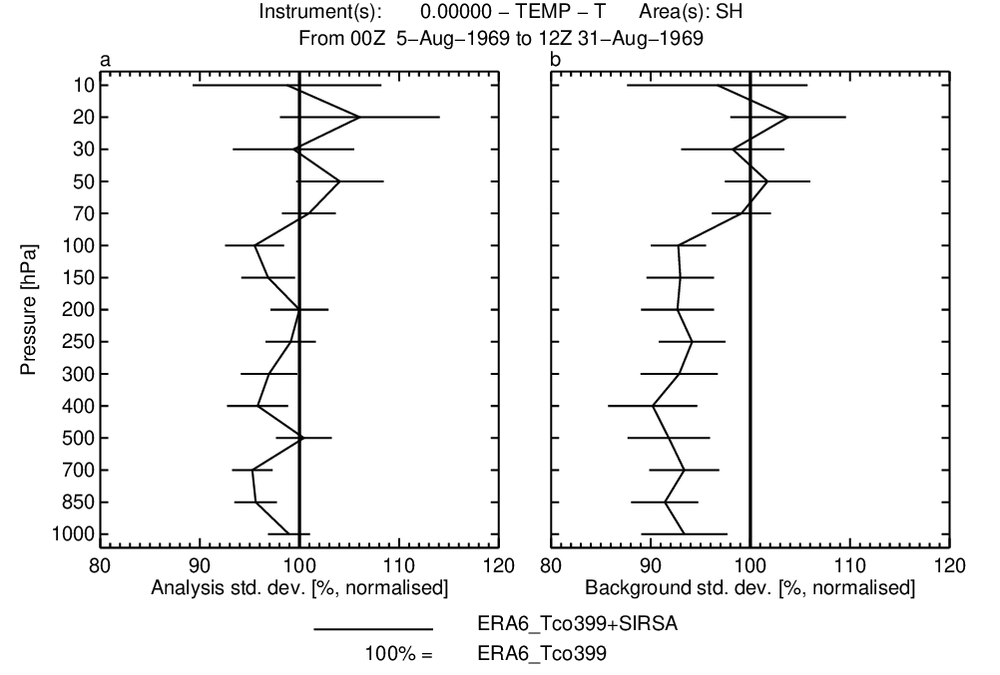 Instrument(s): 0.00000 − TEMP − T Area(s): SH
From 00Z 5−Aug−1969 to 12Z 31−Aug−1969
a
b
Pressure [hPa]
10
20
30
50
70
100
150
200
250
300
400
500
700
850
1000
80 90 100 110 120
80 90 100 110 120
Analysis std. dev. [%, normalised]
Background std. dev. [%, normalised]
ERA6_Tco399+SIRSA
100% = ERA6_Tco399